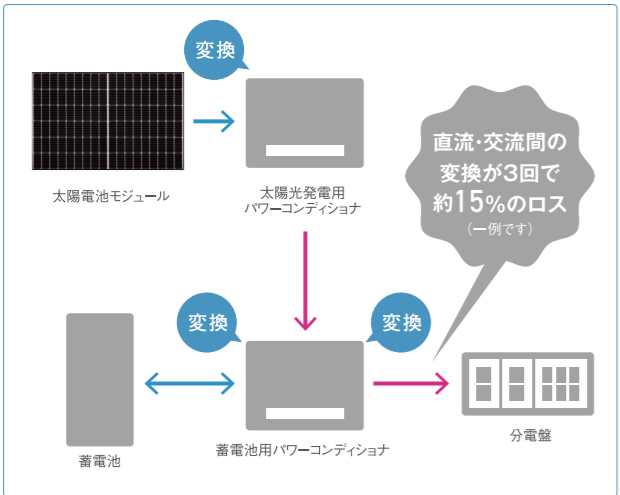 変換
太陽電池モジュール
太陽光発電用
パワーコンディショナ
直流・交流間の
変換が3回で
約15%のロス
(一例です)
変換
変換
蓄電池
蓄電池用パワーコンディショナ
分電盤